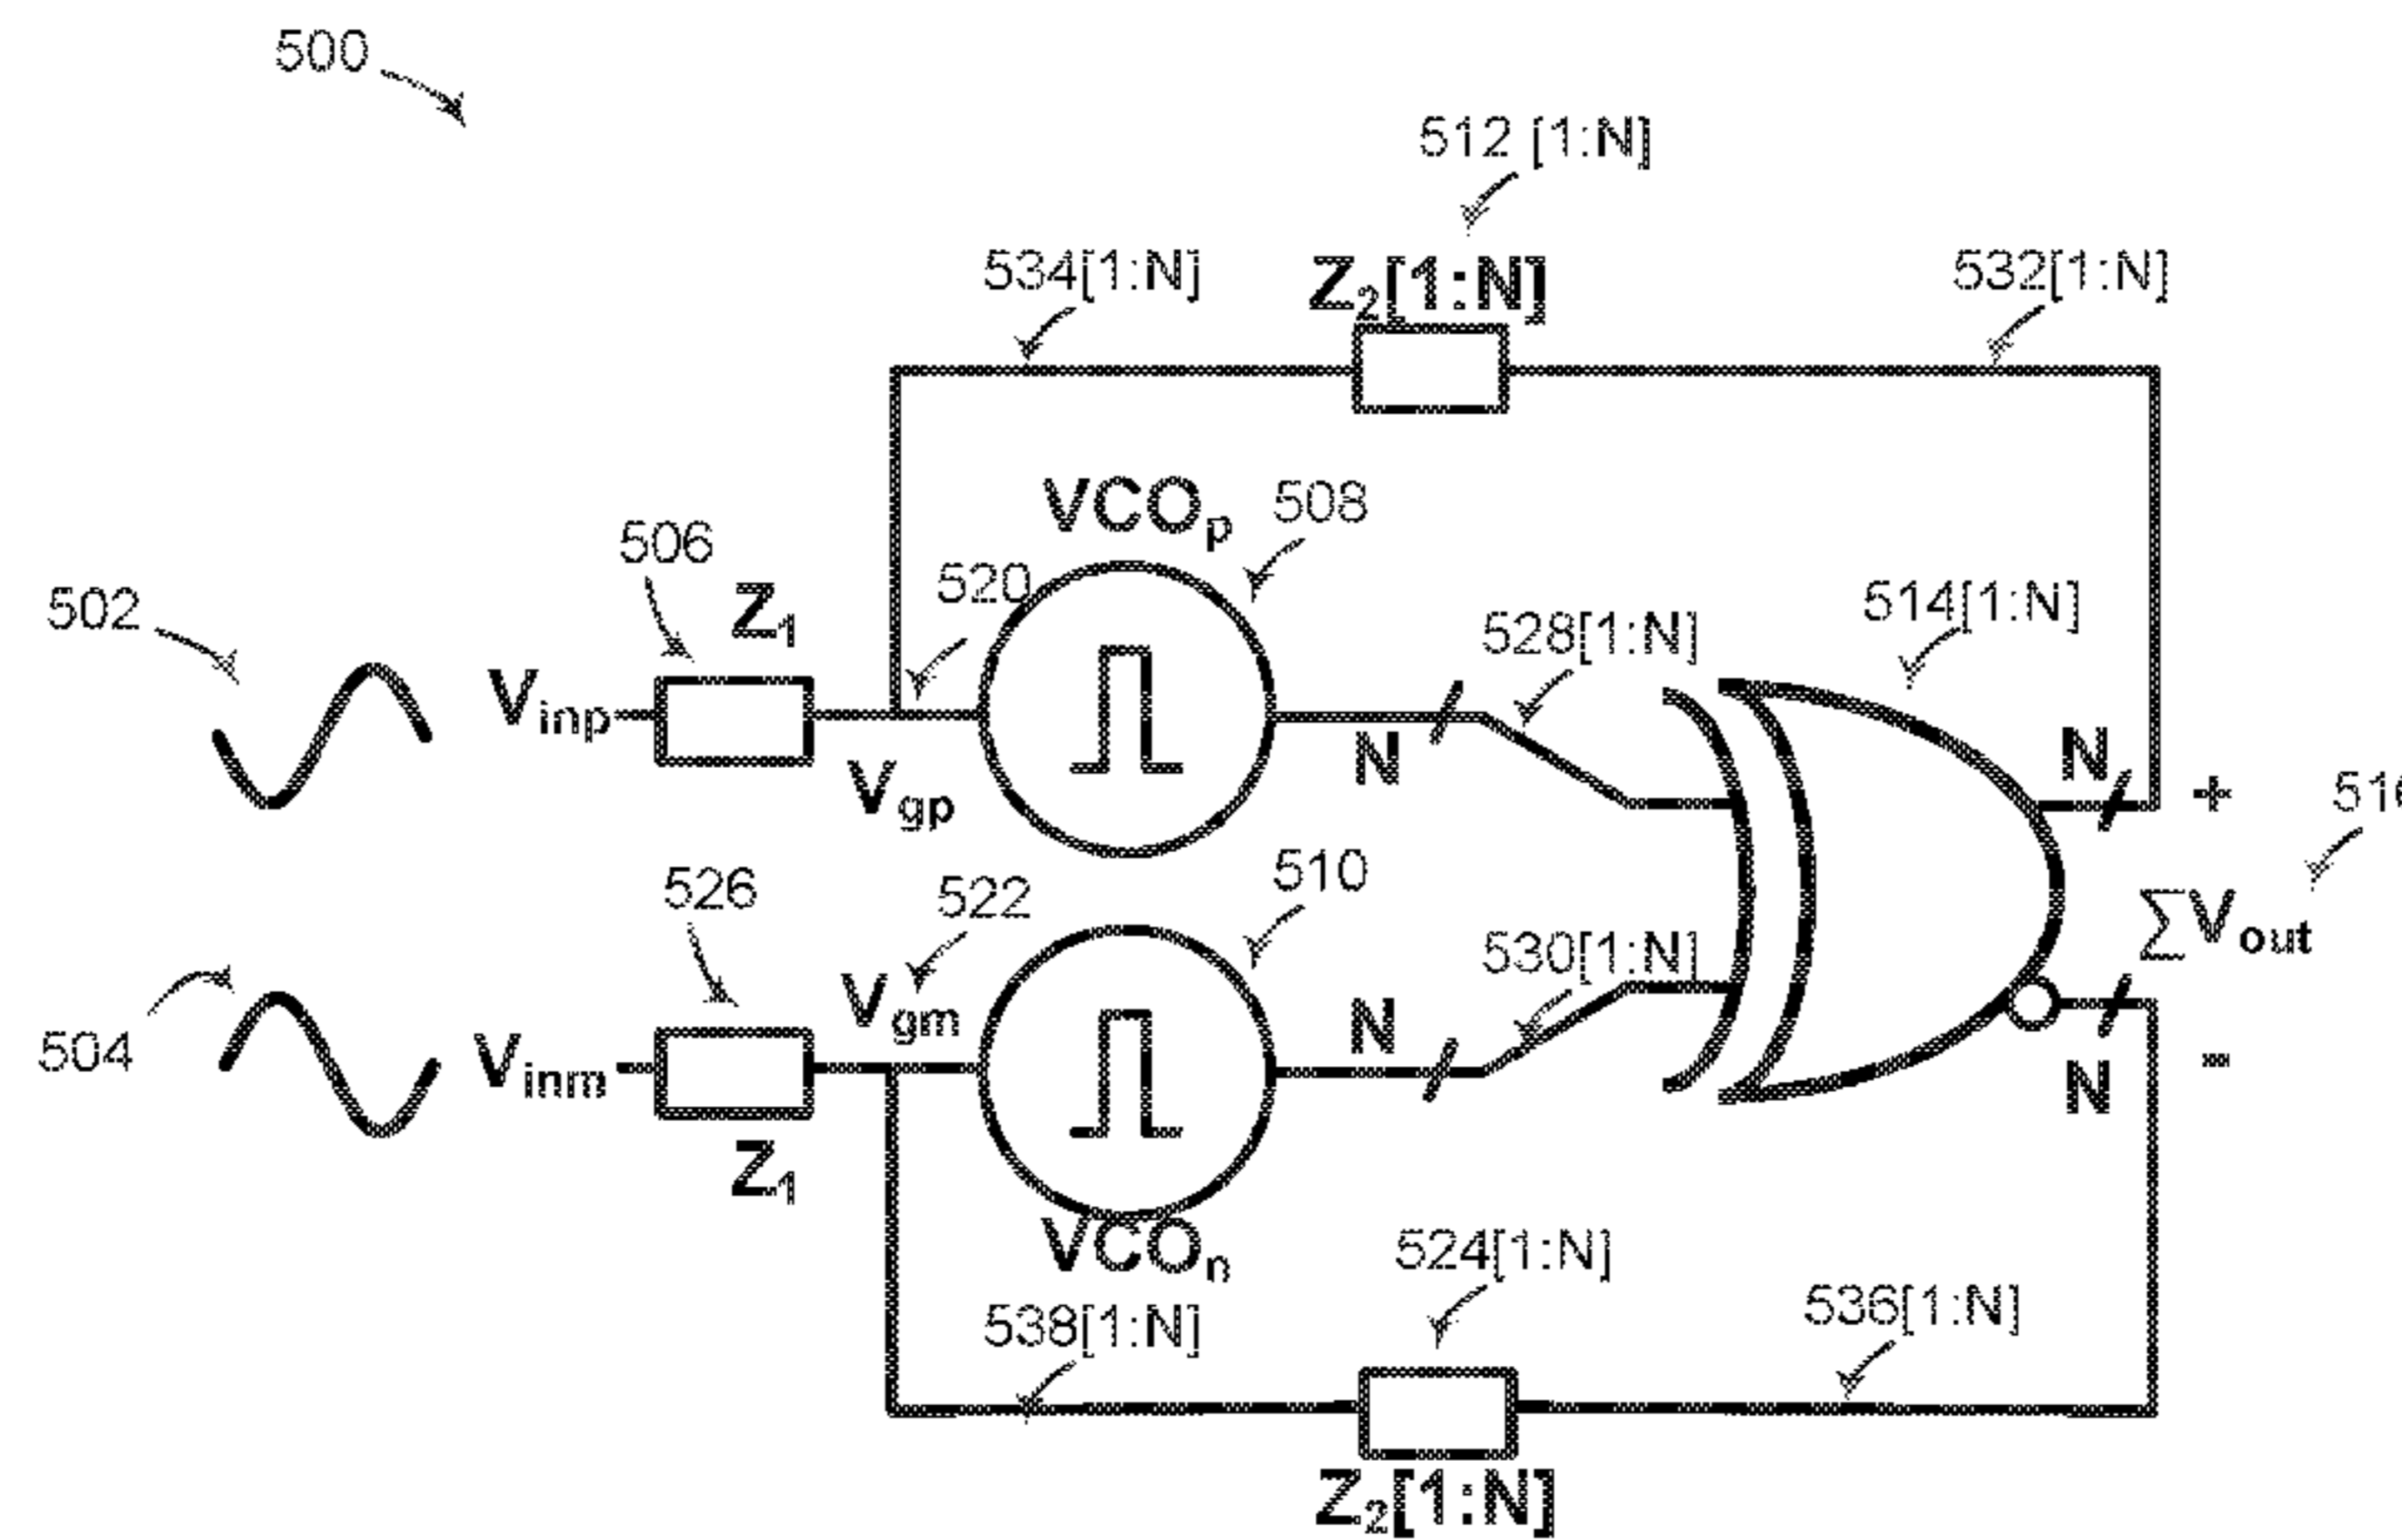 500
512 [1:N]
534[1:N]
Z2[1:N]
532[1:N]
VCOp
508
506
520
Z1
502
528[1:N]
514[1:N]
Vinp
N
N
Vgp
+
510
526
522
530[1:N]
ΣVout
Vgm
504
N
Vinm
N
-
Z1
VCOn
524[1:N]
538[1:N]
536[1:N]
Z2[1:N]